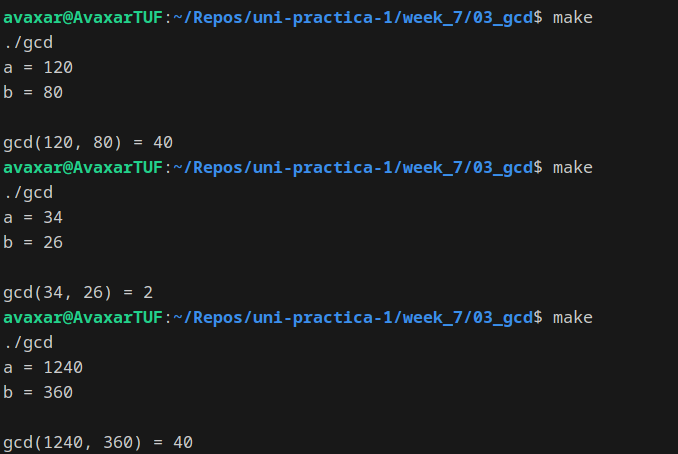 avaxar@AvaxarTUF:~/Repos/uni-practica-1/week_7/03_gcd$ make
./gcd
a = 120
b = 80
gcd(120, 80) = 40
avaxar@AvaxarTUF:~/Repos/uni-practica-1/week_7/03_gcd$ make
./gcd
a = 34
b = 26
gcd(34, 26) = 2
avaxar@AvaxarTUF:~/Repos/uni-practica-1/week_7/03_gcd$ make
./gcd
a = 1240
b = 360
gcd(1240, 360) = 40